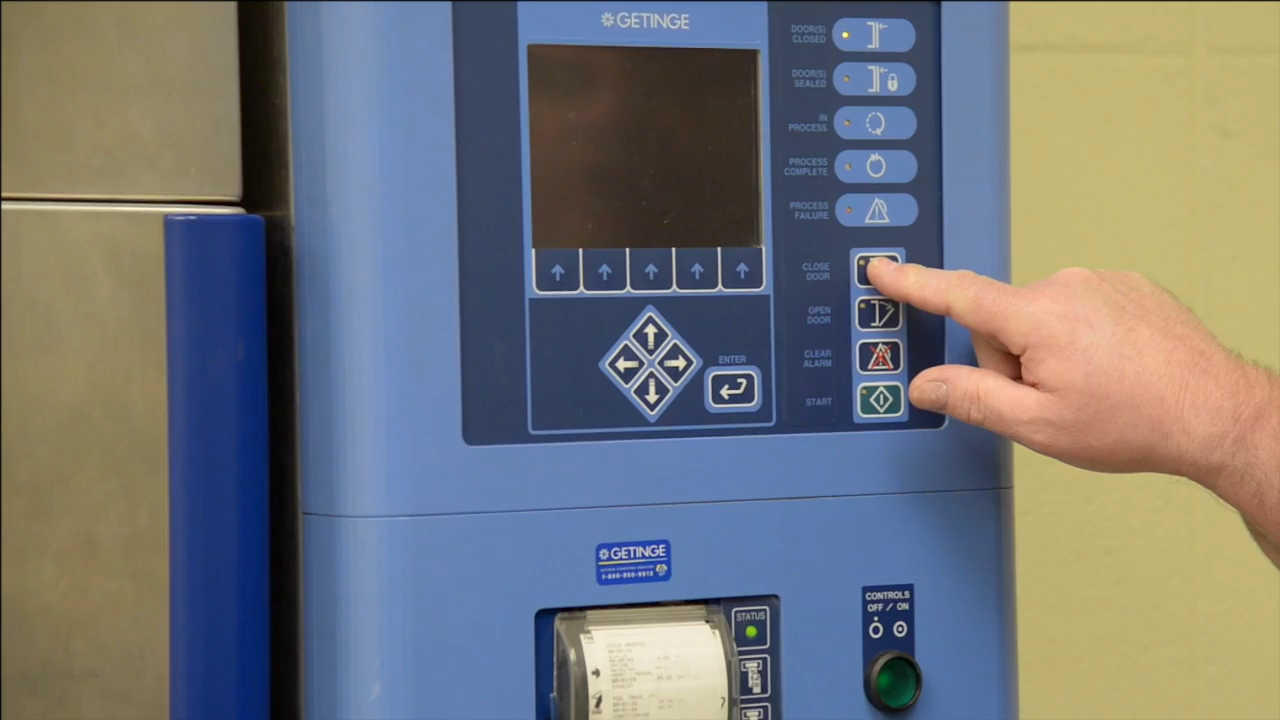 GETINGE
DOOR(S)
CLOSED
DOOR(S)
SEALED
IN
PROCESS
PROCESS
COMPLETE
PROCESS
FAILURE
CLOSE
DOOR
OPEN
DOOR
CLEAR
ALARM
START
ENTER
GETINGE
STATUS
CONTROLS
OFF / ON